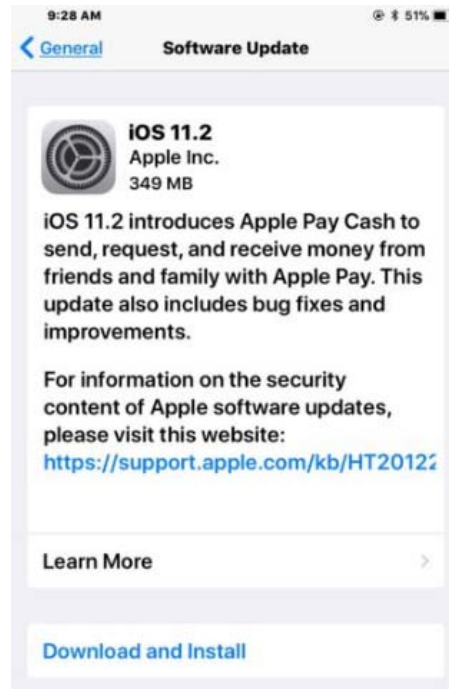 9:28 AM 51%
General Software Update
iOS 11.2
Apple Inc.
349 MB
iOS 11.2 introduces Apple Pay Cash to
send, request, and receive money from
friends and family with Apple Pay. This
update also includes bug fixes and
improvements.
For information on the security
content of Apple software updates,
please visit this website:
https://support.apple.com/kb/HT20122
Learn More
Download and Install